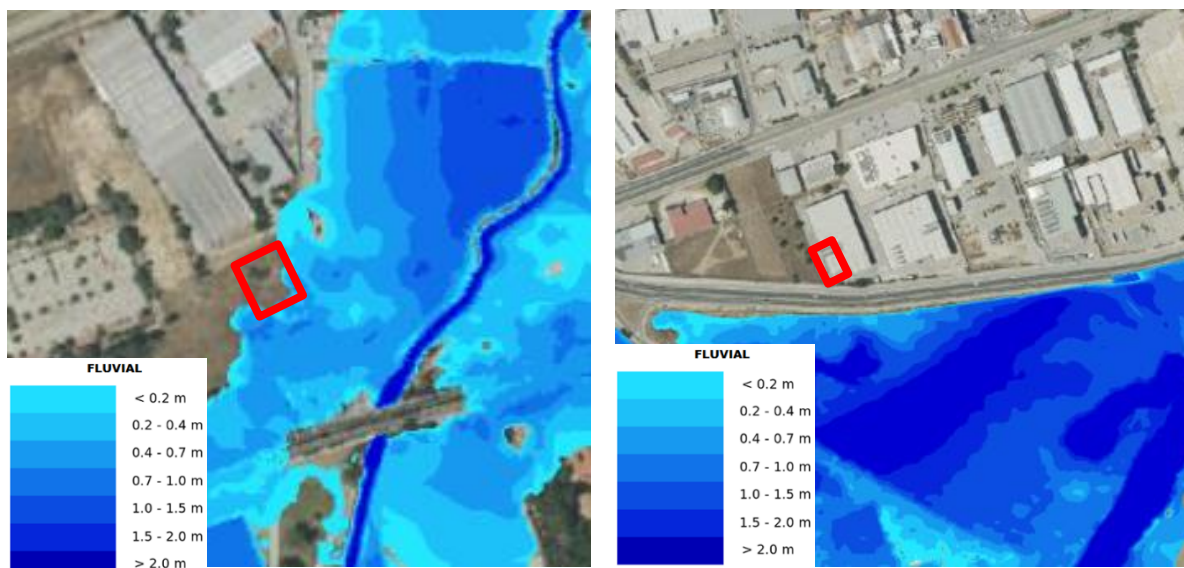 FLUVIAL
< 0.2 m
0.2 - 0.4 m
0.4 - 0.7 m
0.7 - 1.0 m
1.0 - 1.5 m
1.5 - 2.0 m
> 2.0 m
FLUVIAL
< 0.2 m
0.2 - 0.4 m
0.4 - 0.7 m
0.7 - 1.0 m
1.0 - 1.5 m
1.5 - 2.0 m
> 2.0 m